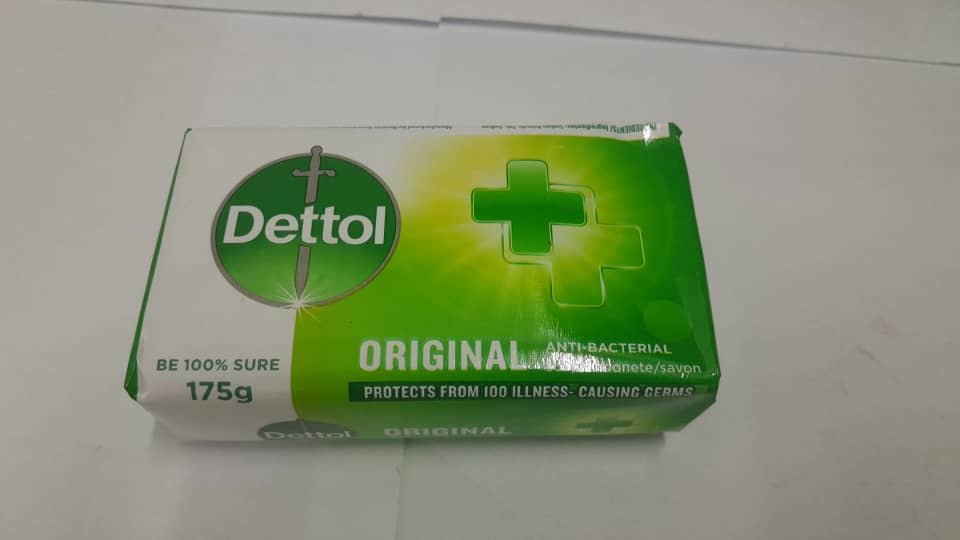 Dettol
ORIGINAL
ANTI-BACTERIAL
BE 100% SURE
175g
PROTECTS FROM 100 ILLNESS- CAUSING GERMS
Dettol
ORIGINAL